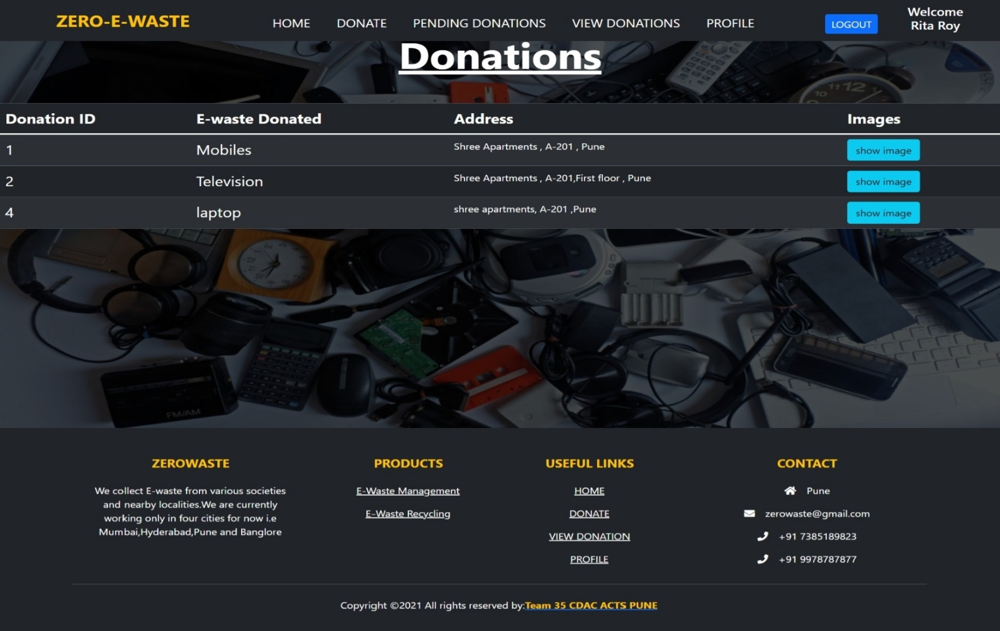 ZERO-E-WASTE HOME DONATE PENDING DONATIONS VIEW DONATIONS PROFILE LOGOUT Welcome
Rita Roy
Donations
Donation ID E-waste Donated Address Images
1 Mobiles Shree Apartments , A-201 , Pune show image
2 Television Shree Apartments , A-201,First floor , Pune show image
4 laptop shree apartments, A-201 ,Pune show image
FM/AM
ZEROWASTE
We collect E-waste from various societies
and nearby localities.We are currently
working only in four cities for now i.e
Mumbai,Hyderabad,Pune and Banglore
PRODUCTS
E-Waste Management
E-Waste Recycling
USEFUL LINKS
HOME
DONATE
VIEW DONATION
PROFILE
CONTACT
Pune
zerowaste@gmail.com
+91 7385189823
+91 9978787877
Copyright ©2021 All rights reserved by:Team 35 CDAC ACTS PUNE